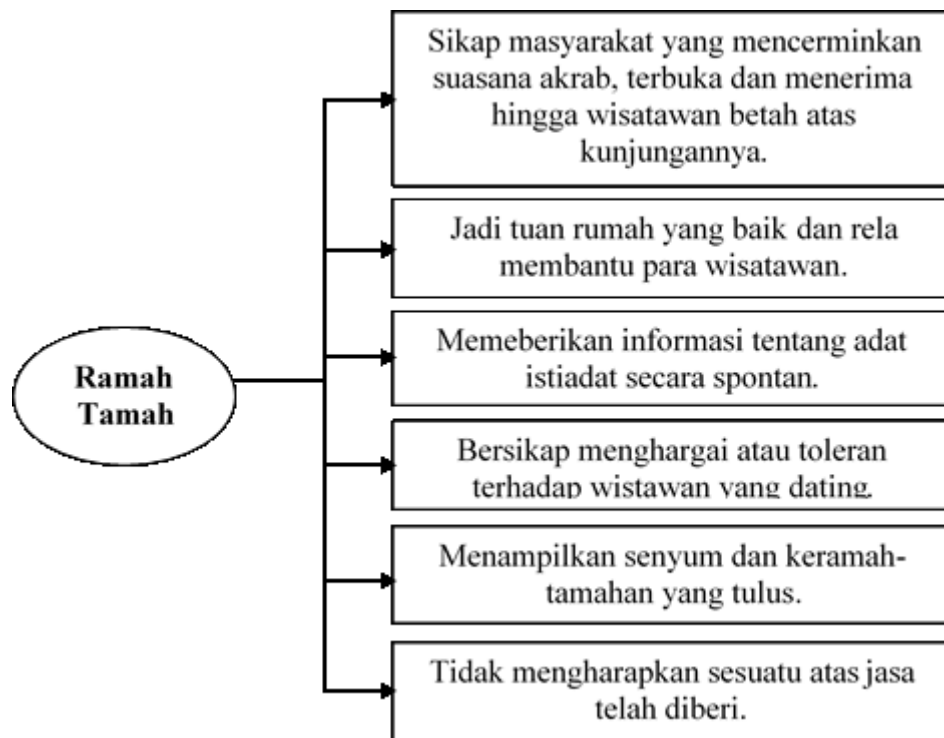 Sikap masyarakat yang mencerminkan
suasana akrab, terbuka dan menerima
hingga wisatawan betah atas
kunjungannya.
Jadi tuan rumah yang baik dan rela
membantu para wisatawan.
Ramah
Tamah
Memeberikan informasi tentang adat
istiadat secara spontan.
Bersikap menghargai atau toleran
terhadap wistawan yang dating.
Menampilkan senyum dan keramah-
tamahan yang tulus.
Tidak mengharapkan sesuatu atas jasa
telah diberi.